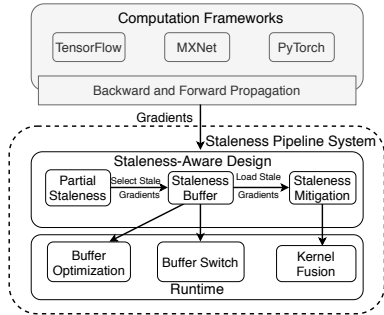 Computation Frameworks
TensorFlow MXNet PyTorch
Backward and Forward Propagation
Gradients
Staleness Pipeline System
Staleness-Aware Design
Partial Staleness
Select Stale Gradients
Staleness Buffer
Load Stale Gradients
Staleness Mitigation
Buffer Optimization
Buffer Switch
Kernel Fusion
Runtime